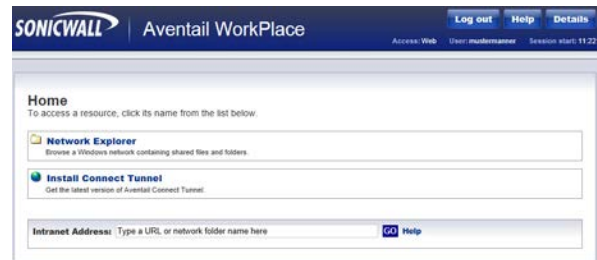 SONICWALL Aventail WorkPlace
Log out Help Details
Access: Web User: mustermanner Session start: 11:22
Home
To access a resource, click its name from the list below.
Network Explorer
Browse a Windows network containing shared files and folders.
Install Connect Tunnel
Get the latest version of Aventail Connect Tunnel.
Intranet Address: Type a URL or network folder name here GO Help